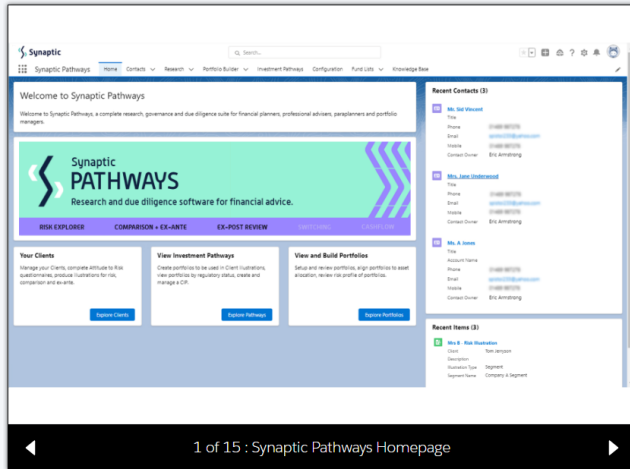 Synaptic
Search...
Synaptic Pathways Home Contacts Research Portfolio Builder Investment Pathways Configuration Fund Lists Knowledge Base
Welcome to Synaptic Pathways
Welcome to Synaptic Pathways, a complete research, governance and due diligence suite for financial planners, professional advisers, paraplanners and portfolio
managers.
Synaptic
PATHWAYS
Research and due diligence software for financial advice.
RISK EXPLORER COMPARISON + EX-ANTE EX-POST REVIEW SWITCHING CASHFLOW
Your Clients
Manage your Clients, complete Attitude to Risk
questionnaires, produce illustrations for risk,
comparison and ex-ante.
Explore Clients
View Investment Pathways
Create portfolios to be used in Client illustrations,
view portfolios by regulatory status, create and
manage a CIP.
Explore Pathways
View and Build Portfolios
Setup and review portfolios, align portfolios to asset
allocation, review risk profile of portfolios.
Explore Portfolios
Recent Contacts (3)
Mr. Sid Vincent
Title
Phone
Email
Mobile
Contact Owner Eric Armstrong
Mrs. Jane Underwood
Title
Phone
Email
Mobile
Contact Owner Eric Armstrong
Ms. A Jones
Title
Account Name
Phone
Email
Mobile
Contact Owner Eric Armstrong
Recent Items (3)
Mrs B - Risk Illustration
Client Tom Jerryson
Description
Illustration Type Segment
Segment Name Company A Segment
1 of 15 : Synaptic Pathways Homepage